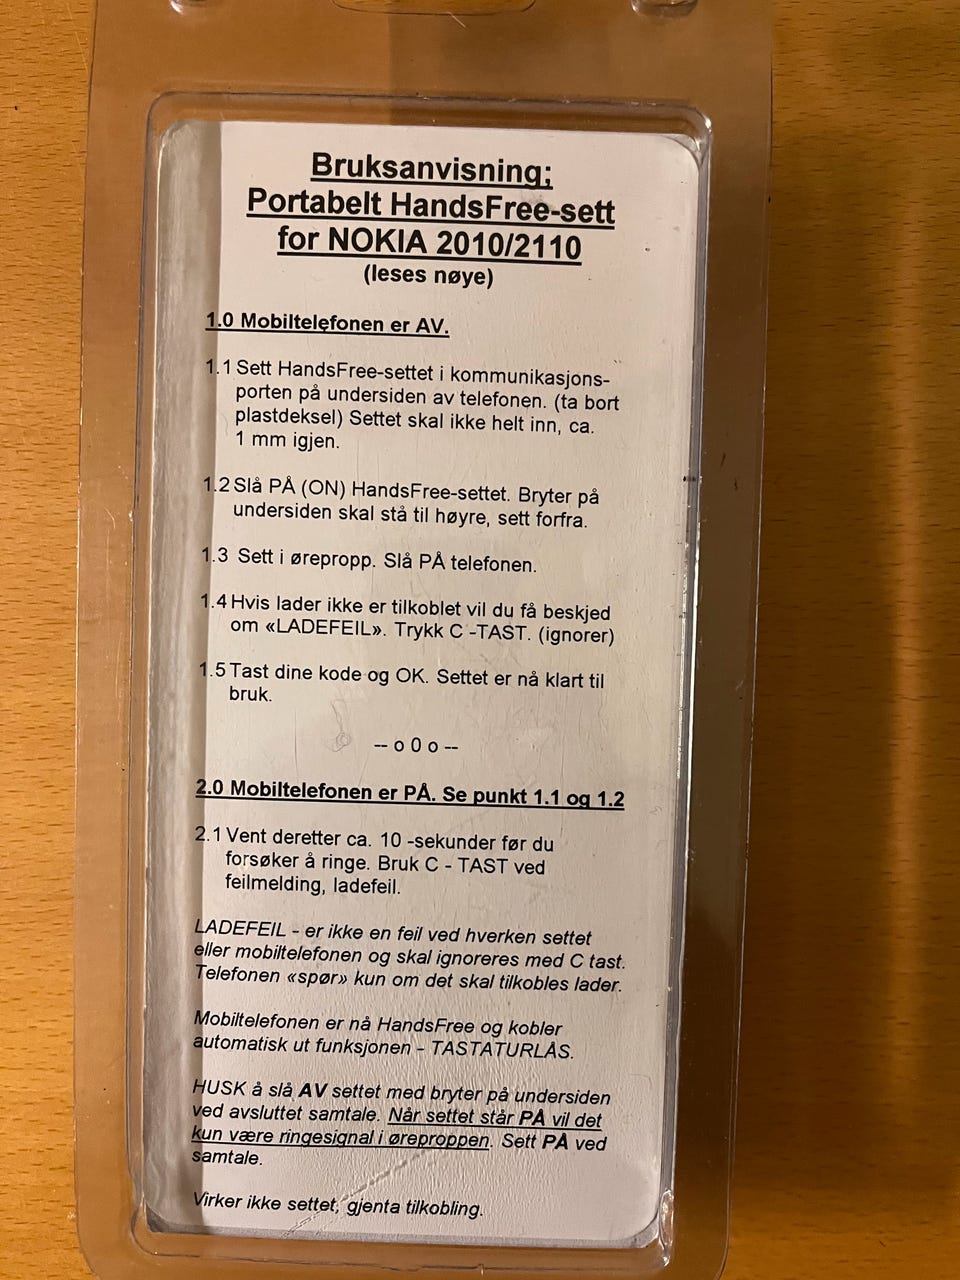 Bruksanvisning;
Portabelt HandsFree-sett
for NOKIA 2010/2110
(leses nøye)
1.0 Mobiltelefonen er AV.
1.1 Sett HandsFree-settet i kommunikasjons-
porten på undersiden av telefonen. (ta bort
plastdeksel) Settet skal ikke helt inn, ca.
1 mm igjen.
1.2 Slå PÅ (ON) HandsFree-settet. Bryter på
undersiden skal stå til høyre, sett forfra.
1.3 Sett i ørepropp. Slå PÅ telefonen.
1.4 Hvis lader ikke er tilkoblet vil du få beskjed
om «LADEFEIL». Trykk C -TAST. (ignorer)
1.5 Tast dine kode og OK. Settet er nå klart til
bruk.
-- o 0 o --
2.0 Mobiltelefonen er PÅ. Se punkt 1.1 og 1.2
2.1 Vent deretter ca. 10 -sekunder før du
forsøker å ringe. Bruk C - TAST ved
feilmelding, ladefeil.
LADEFEIL - er ikke en feil ved hverken settet
eller mobiltelefonen og skal ignoreres med C tast.
Telefonen «spør» kun om det skal tilkobles lader.
Mobiltelefonen er nå HandsFree og kobler
automatisk ut funksjonen - TASTATURLÅS.
HUSK å slå AV settet med bryter på undersiden
ved avsluttet samtale. Når settet står PÅ vil det
kun være ringesignal i øreproppen. Sett PÅ ved
samtale.
Virker ikke settet, gjenta tilkobling.